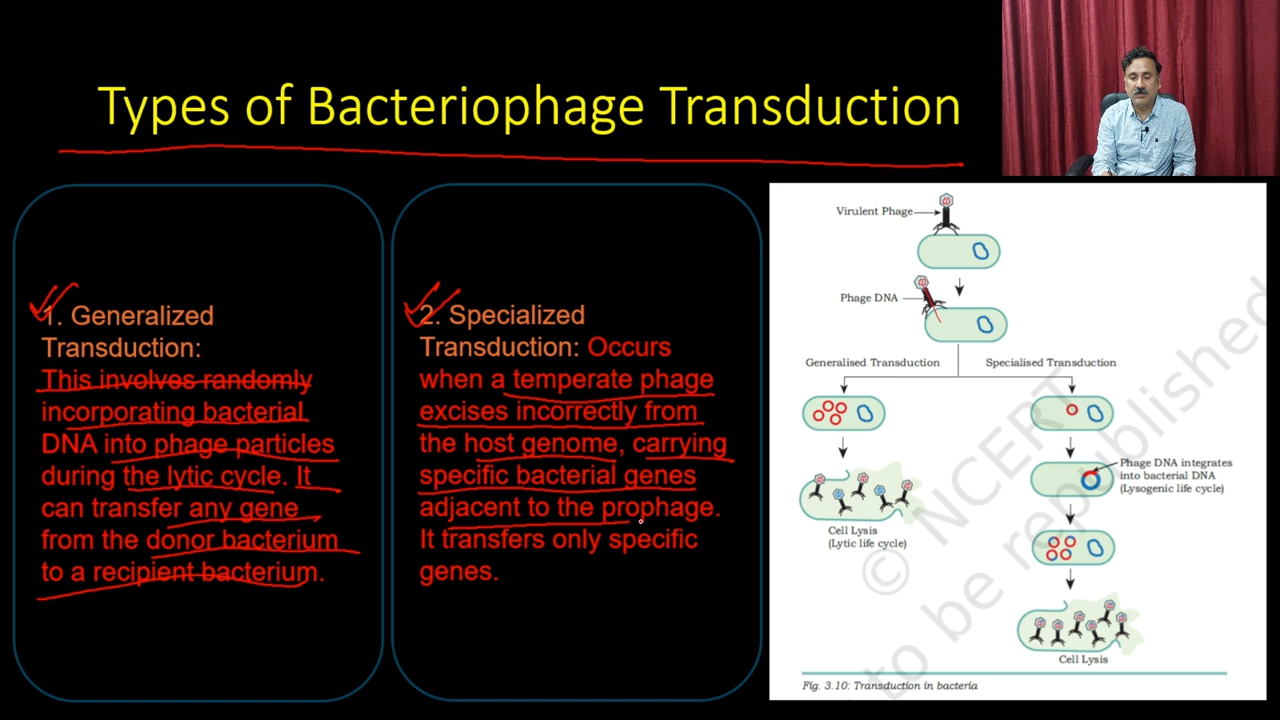 Types of Bacteriophage Transduction
1. Generalized
Transduction:
This involves randomly
incorporating bacterial
DNA into phage particles
during the lytic cycle. It
can transfer any gene
from the donor bacterium
to a recipient bacterium.
2. Specialized
Transduction: Occurs
when a temperate phage
excises incorrectly from
the host genome, carrying
specific bacterial genes
adjacent to the prophage.
It transfers only specific
genes.
Virulent Phage
Phage DNA
Generalised Transduction
Specialised Transduction
Phage DNA integrates
into bacterial DNA
(Lysogenic life cycle)
Cell Lysis
(Lytic life cycle)
Cell Lysis
Fig. 3.10: Transduction in bacteria
© NCERT
to be republished